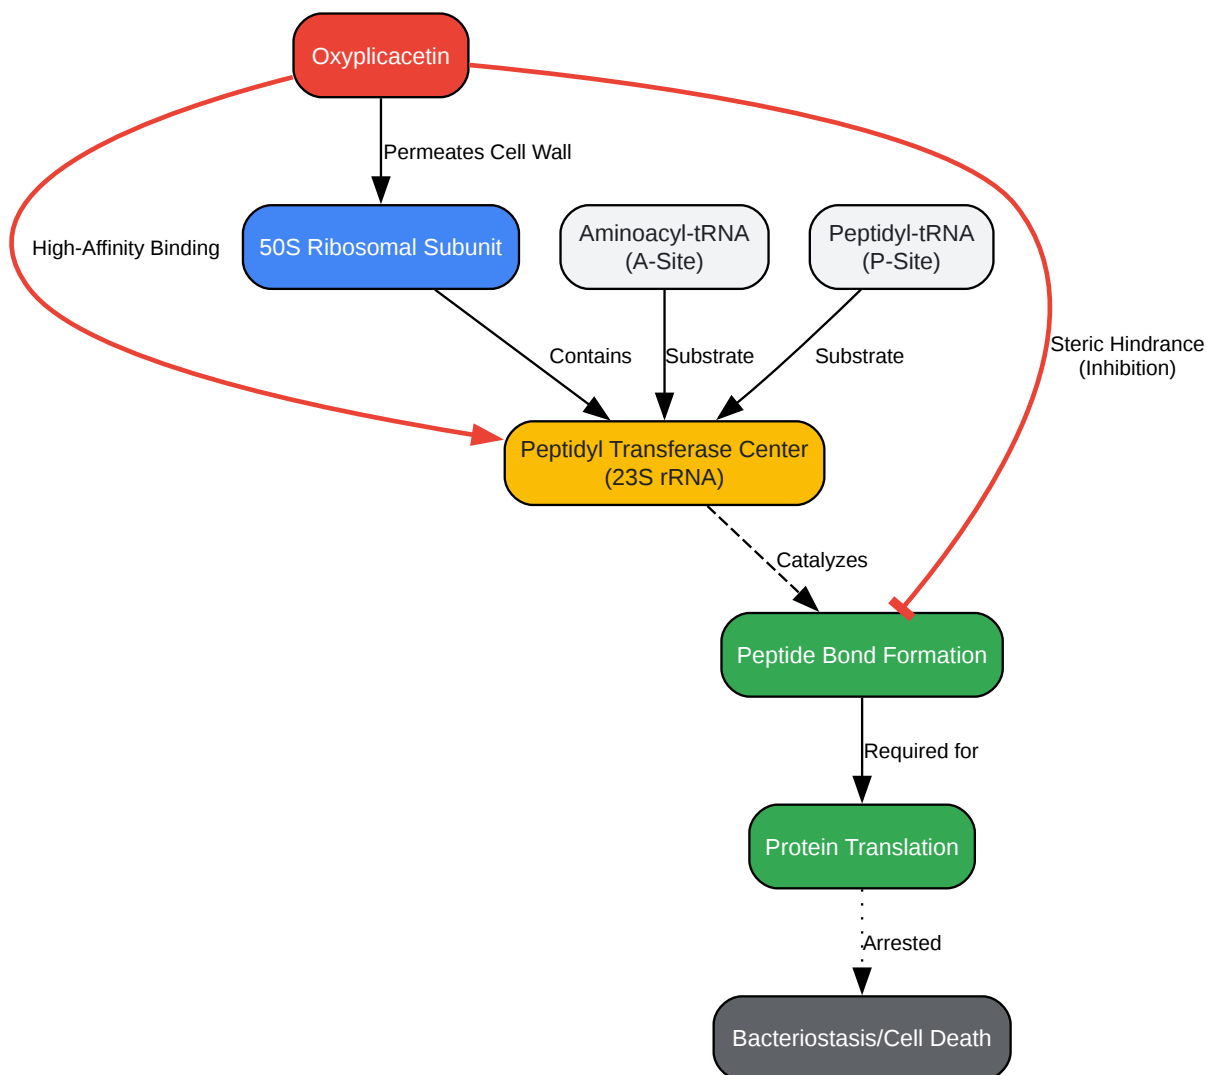 Oxyplicacetin
Permeates Cell Wall
High-Affinity Binding
50S Ribosomal Subunit
Aminoacyl-tRNA
(A-Site)
Peptidyl-tRNA
(P-Site)
Contains
Substrate
Substrate
Steric Hindrance
(Inhibition)
Peptidyl Transferase Center
(23S rRNA)
Catalyzes
Peptide Bond Formation
Required for
Protein Translation
Arrested
Bacteriostasis/Cell Death